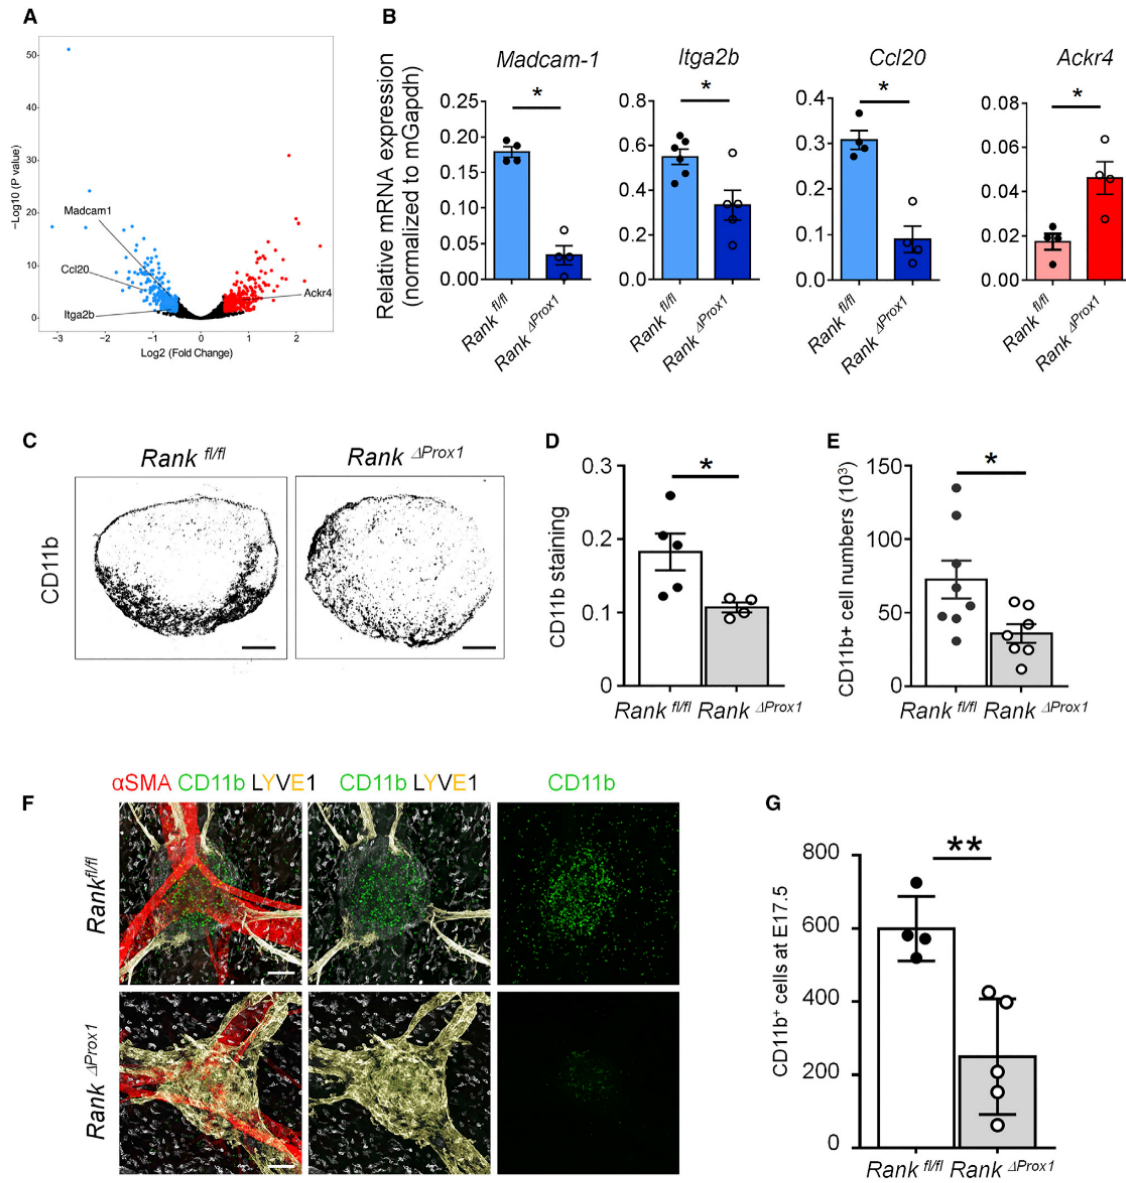 A
50
40
30
20
10
0
−Log10 (P value)
Madcam1
Ccl20
Itga2b
Ackr4
−3 −2 −1 0 1 2
Log2 (Fold Change)
B
Relative mRNA expression
(normalized to mGapdh)
Madcam-1
*
0.25
0.20
0.15
0.10
0.05
0.00
Rank fl/fl
Rank ΔProx1
Itga2b
*
0.8
0.6
0.4
0.2
0.0
Rank fl/fl
Rank ΔProx1
Ccl20
*
0.4
0.3
0.2
0.1
0.0
Rank fl/fl
Rank ΔProx1
Ackr4
*
0.08
0.06
0.04
0.02
0.00
Rank fl/fl
Rank ΔProx1
C
Rank fl/fl
Rank ΔProx1
CD11b
D
CD11b staining
*
0.3
0.2
0.1
0
Rank fl/fl Rank ΔProx1
E
CD11b+ cell numbers (10³)
*
150
100
50
0
Rank fl/fl Rank ΔProx1
F
αSMA CD11b LYVE1
CD11b LYVE1
CD11b
Rank fl/fl
Rank ΔProx1
G
CD11b⁺ cells at E17.5
**
800
600
400
200
0
Rank fl/fl Rank ΔProx1